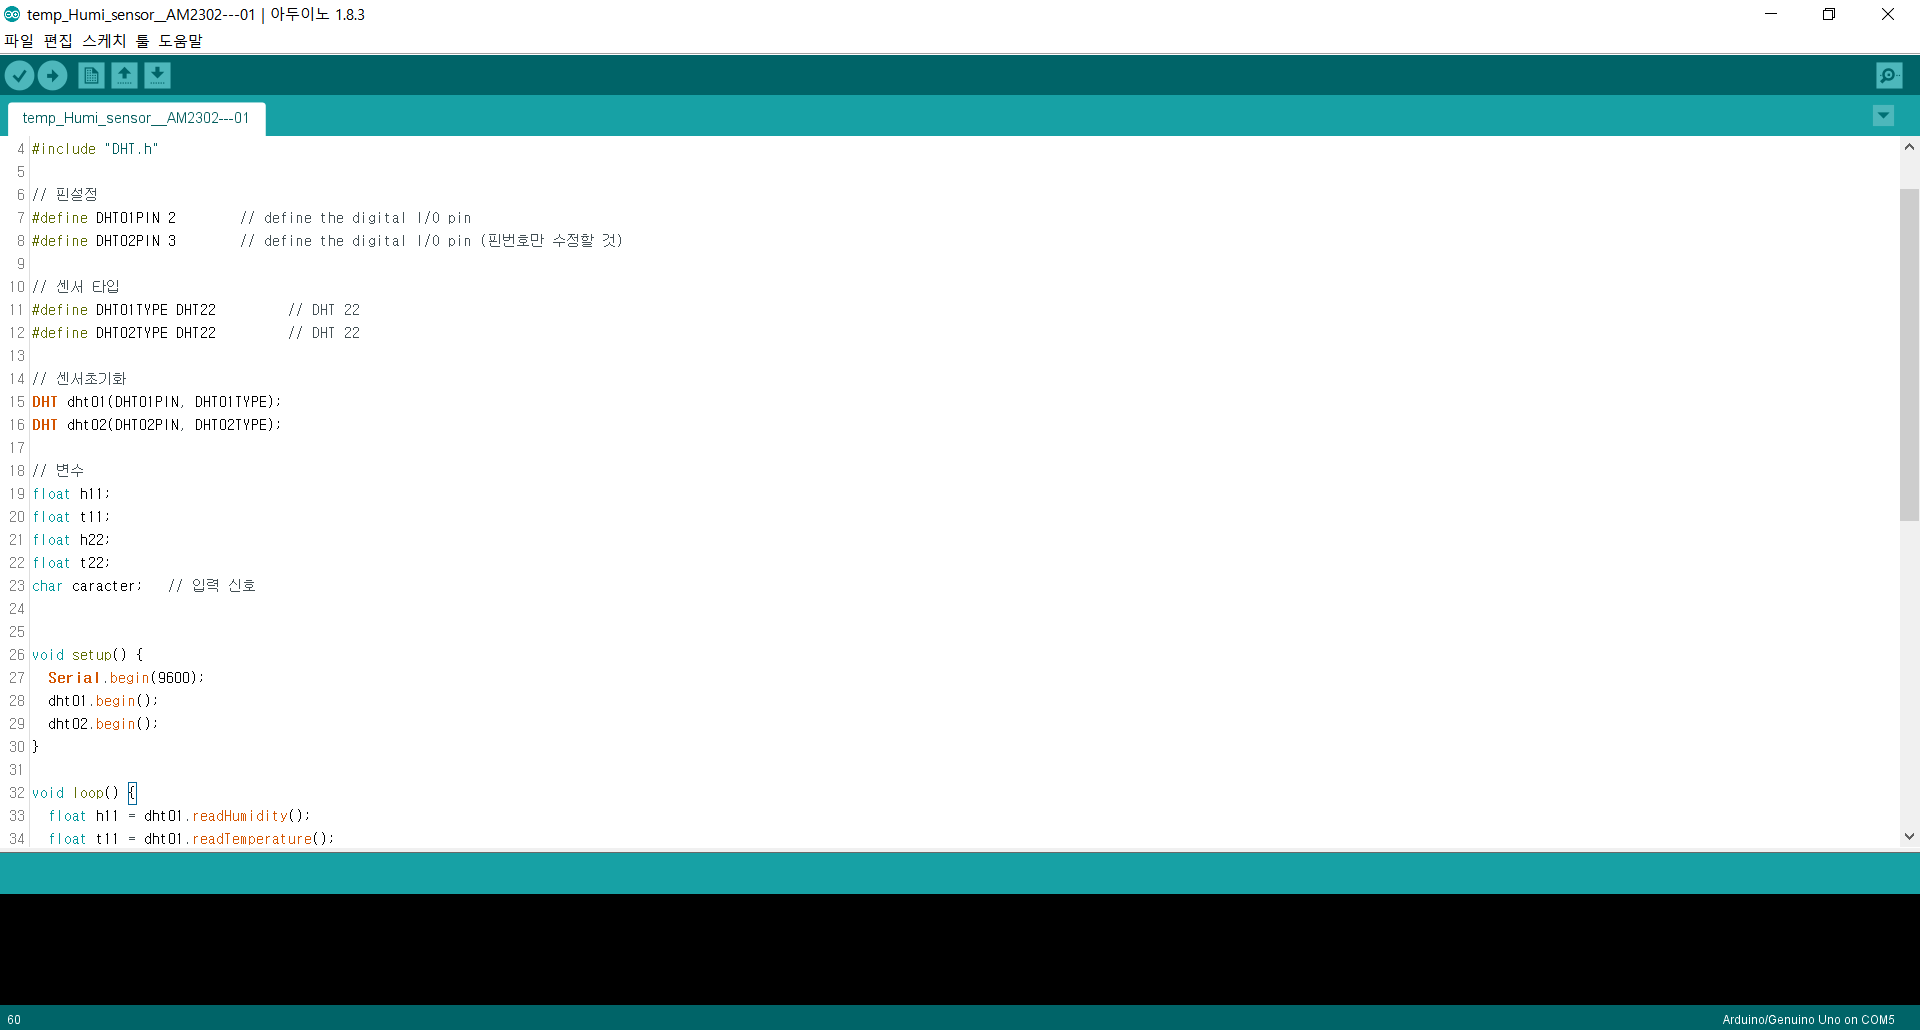 temp_Humi_sensor__AM2302---01 | 아두이노 1.8.3
파일 편집 스케치 툴 도움말
temp_Humi_sensor__AM2302---01
4 #include "DHT.h"
5
6 // 핀설정
7 #define DHT01PIN 2 // define the digital I/O pin
8 #define DHT02PIN 3 // define the digital I/O pin (핀번호만 수정할 것)
9
10 // 센서 타입
11 #define DHT01TYPE DHT22 // DHT 22
12 #define DHT02TYPE DHT22 // DHT 22
13
14 // 센서초기화
15 DHT dht01(DHT01PIN, DHT01TYPE);
16 DHT dht02(DHT02PIN, DHT02TYPE);
17
18 // 변수
19 float h11;
20 float t11;
21 float h22;
22 float t22;
23 char caracter; // 입력 신호
24
25
26 void setup() {
27 Serial.begin(9600);
28 dht01.begin();
29 dht02.begin();
30 }
31
32 void loop() {
33 float h11 = dht01.readHumidity();
34 float t11 = dht01.readTemperature();
60
Arduino/Genuino Uno on COM5